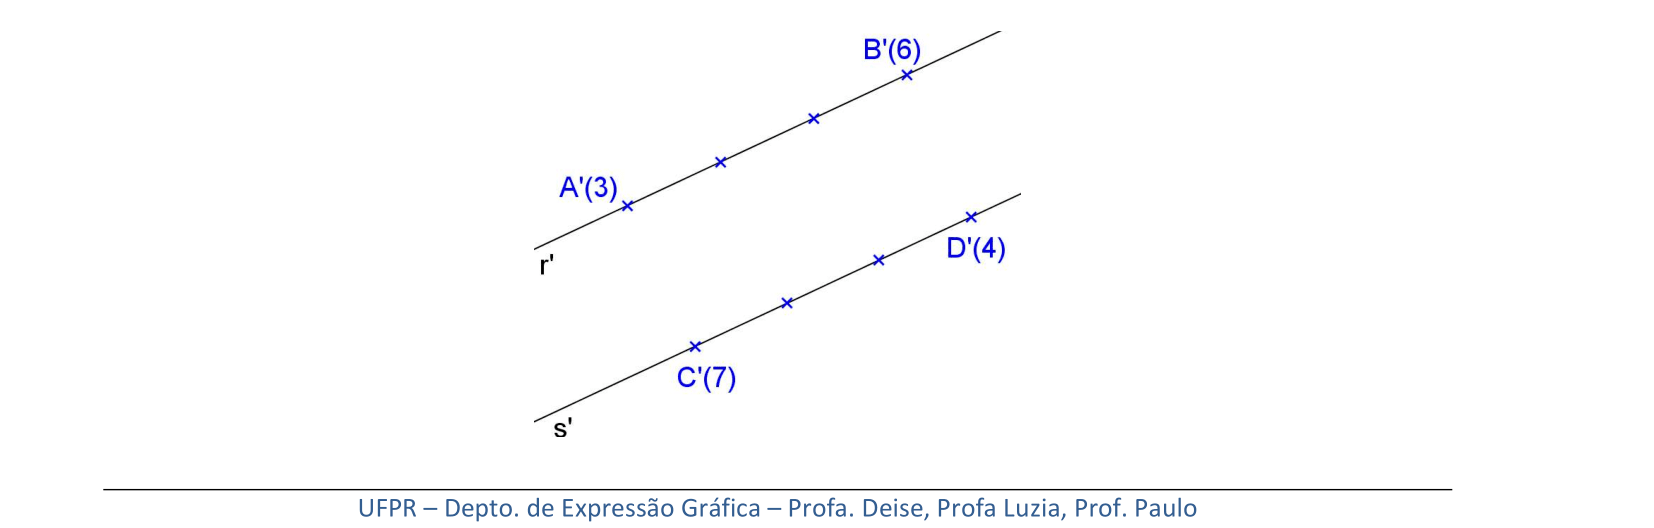 B'(6)
A'(3)
r'
D'(4)
C'(7)
s'
UFPR – Depto. de Expressão Gráfica – Profa. Deise, Profa Luzia, Prof. Paulo